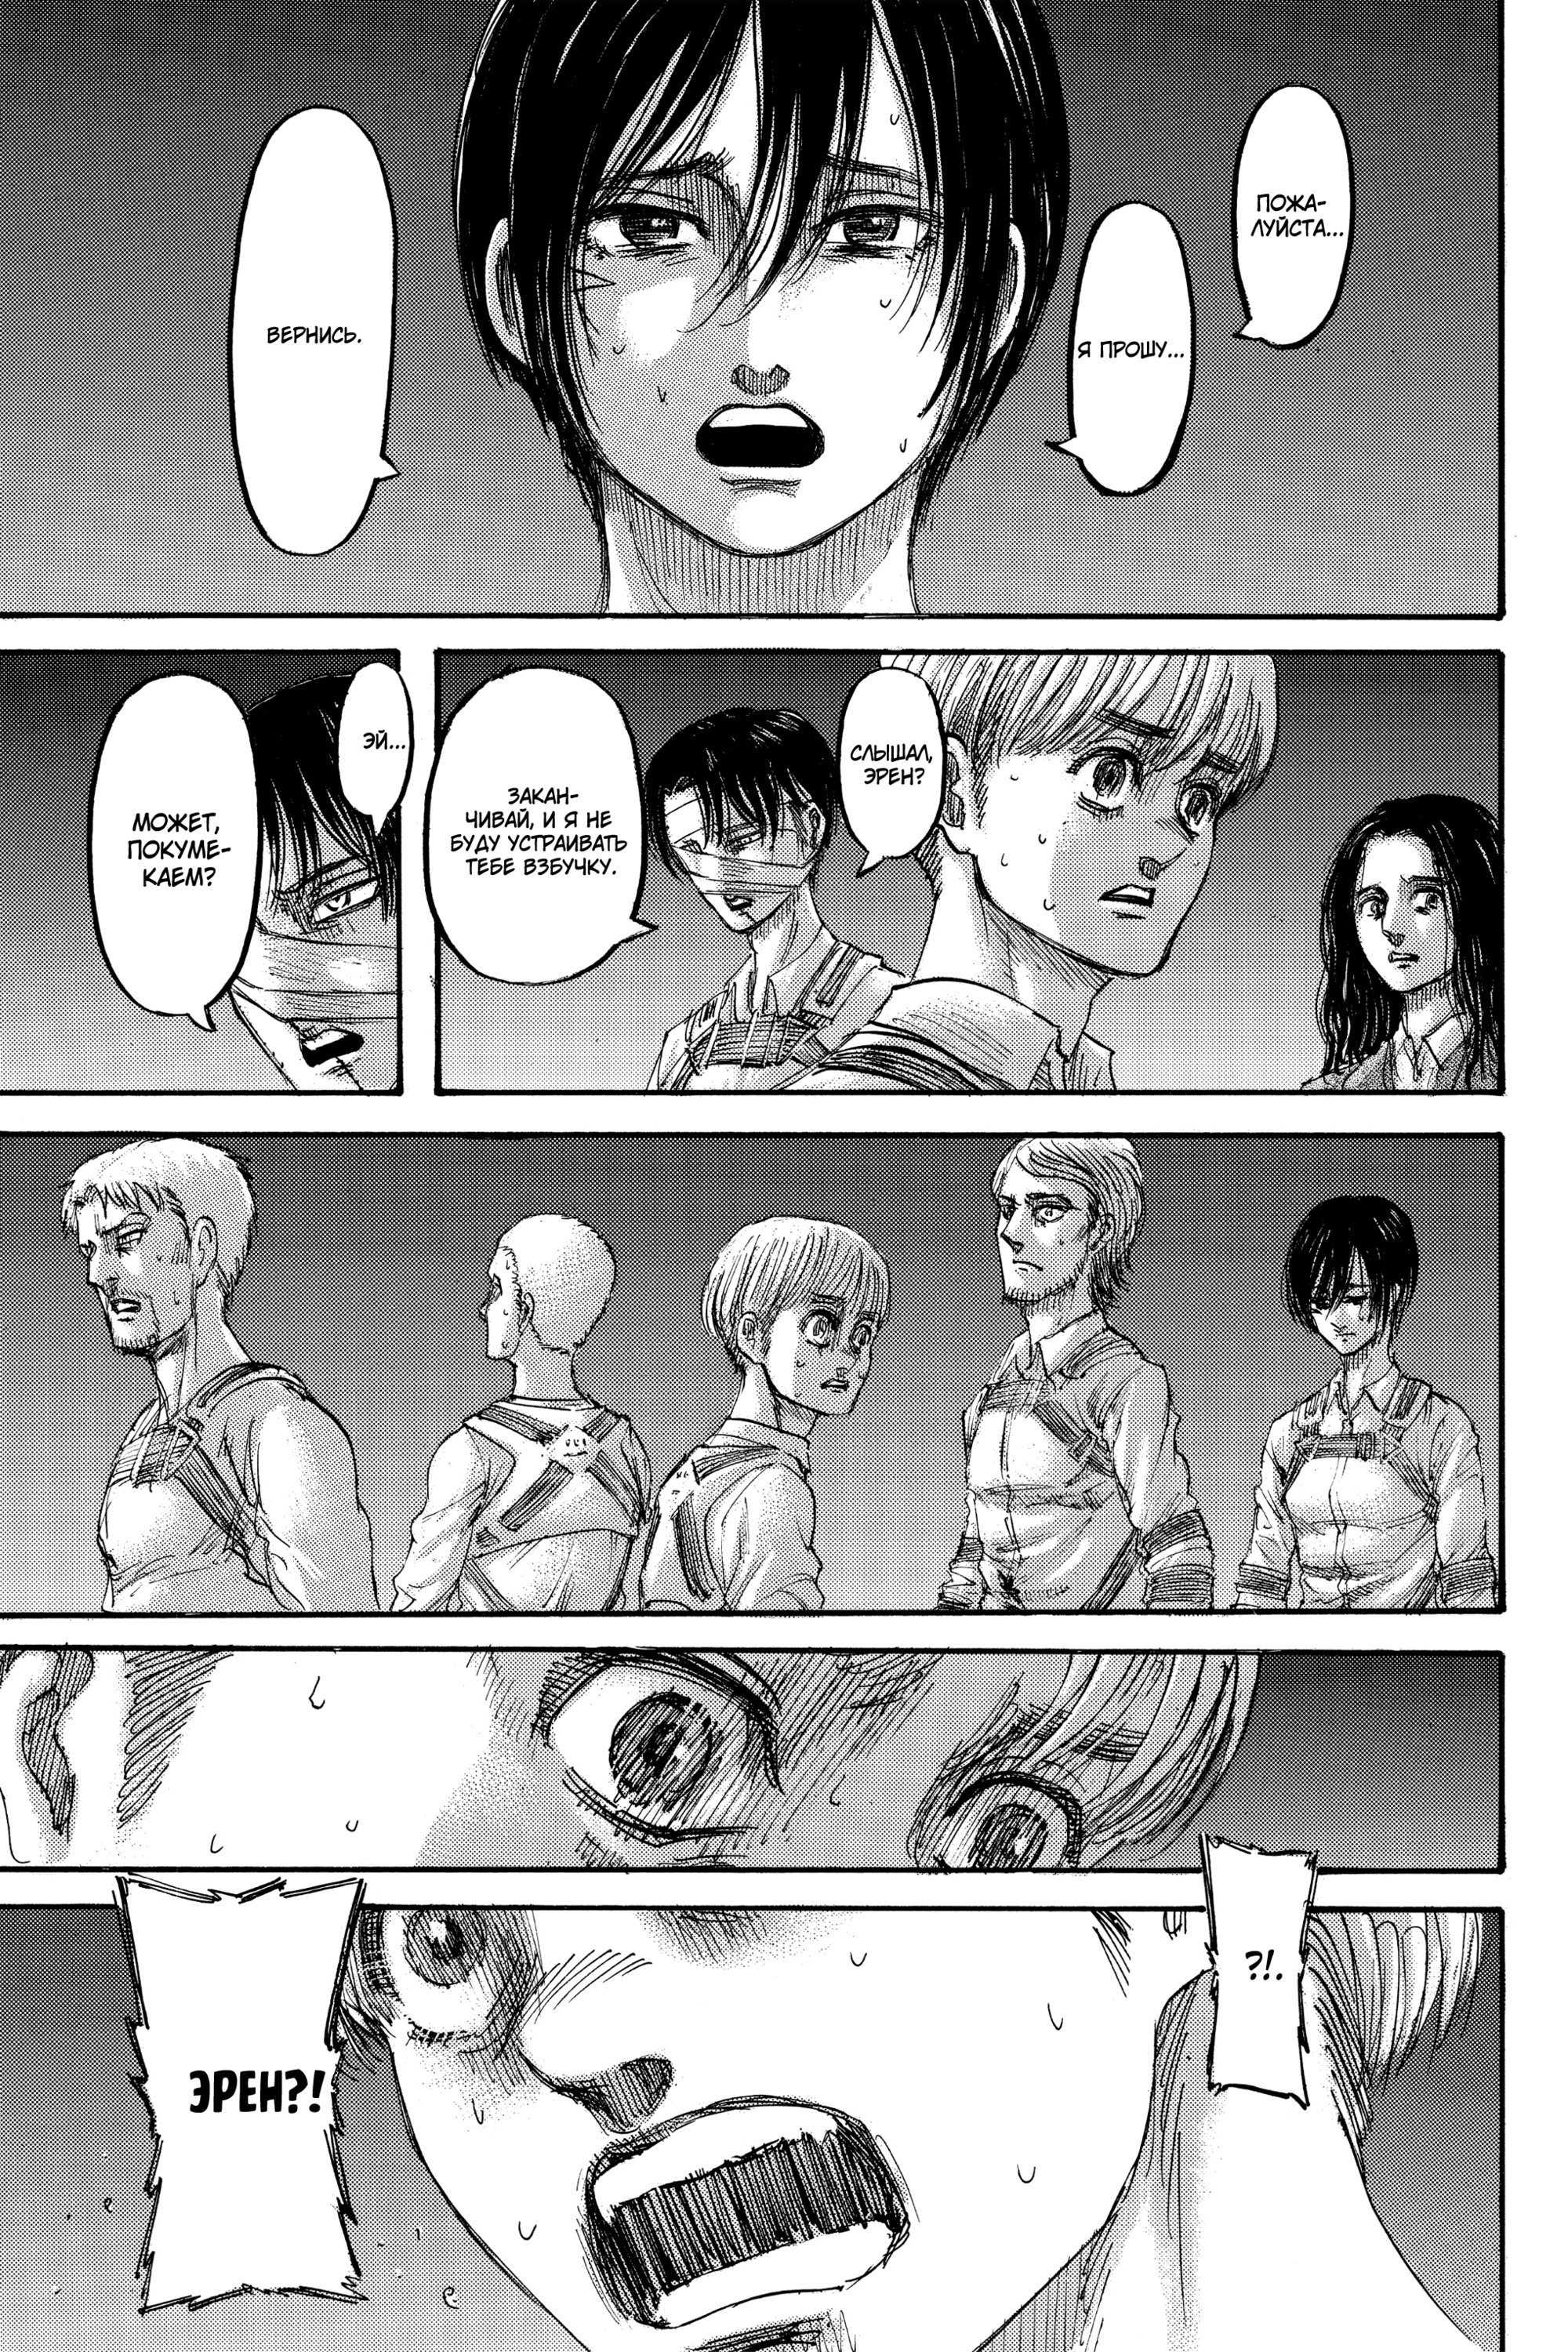 ПОЖА-
ЛУЙСТА...
Я ПРОШУ...
ВЕРНИСЬ.
СЛЫШАЛ,
ЭРЕН?
ЗАКАН-
ЧИВАЙ, И Я НЕ
БУДУ УСТРАИВАТЬ
ТЕБЕ ВЗБУЧКУ.
ЭЙ...
МОЖЕТ,
ПОКУМЕ-
КАЕМ?
?!.
ЭРЕН?!